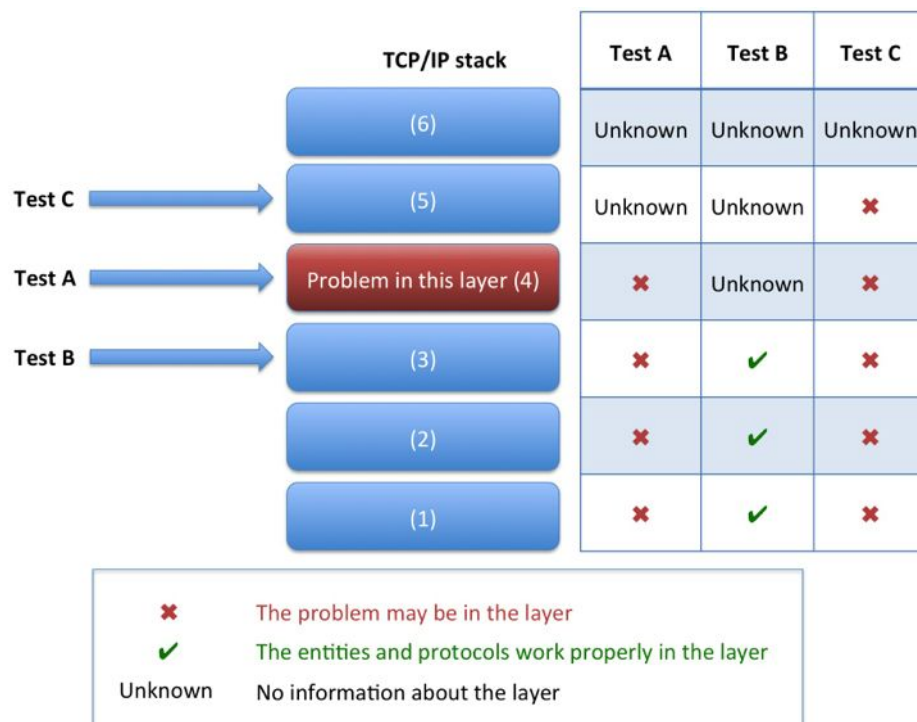 TCP/IP stack
Test A Test B Test C
(6) Unknown Unknown Unknown
Test C (5) Unknown Unknown ✖
Test A Problem in this layer (4) ✖ Unknown ✖
Test B (3) ✖ ✔ ✖
(2) ✖ ✔ ✖
(1) ✖ ✔ ✖
✖ The problem may be in the layer
✔ The entities and protocols work properly in the layer
Unknown No information about the layer